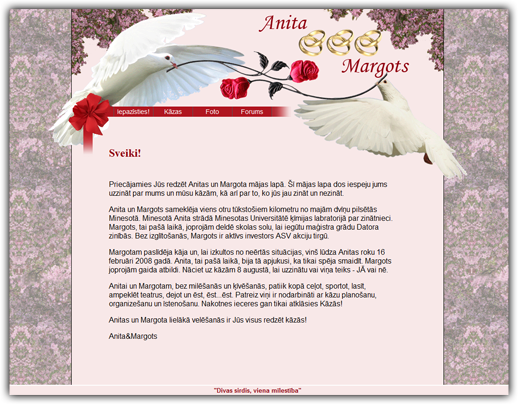 Anita
Margots
Iepazīsties! Kāzas Foto Forums
Sveiki!
Priecājamies Jūs redzēt Anitas un Margota mājas lapā. Šī mājas lapa dos iespēju jums
uzzināt par mums un mūsu kāzām, kā arī par to, ko jūs jau zināt un nezināt.
Anita un Margots sameklēja viens otru tūkstošiem kilometru no mājām dvīņu pilsētās
Minesotā. Minesotā Anita strādā Minesotas Universitātē ķīmijas labratorijā par zinātnieci.
Margots, tai pašā laikā, joprojām deldē skolas solu, lai iegūtu maģistra grādu Datora
zinībās. Bez izglītošanās, Margots ir aktīvs investors ASV akciju tirgū.
Margotam paslīdēja kāja un, lai izkultos no neērtās situācijas, viņš lūdza Anitas roku 16
februārī 2008 gadā. Anita, tai pašā laikā, bija tā apjukusi, ka tikai spēja smaidīt. Margots
joprojām gaida atbildi. Nāciet uz kāzām 8 augustā, lai uzzinātu vai viņa teiks - JĀ vai nē.
Anitai un Margotam, bez mīlēšanās un ķīvēšanās, patiik kopā ceļot, sportot, lasīt,
ampelēt teatrus, dejot un ēst, ēst...ēst. Patreiz viņi ir nodarbināti ar kāzu planošanu,
organizešanu un īstenošanu. Nakotnes ieceres gan tikai atklāsies Kāzās!
Anitas un Margota lielākā velēšanās ir Jūs visus redzēt kāzās!
Anita&Margots
"Divas sirdis, viena mīlestība"